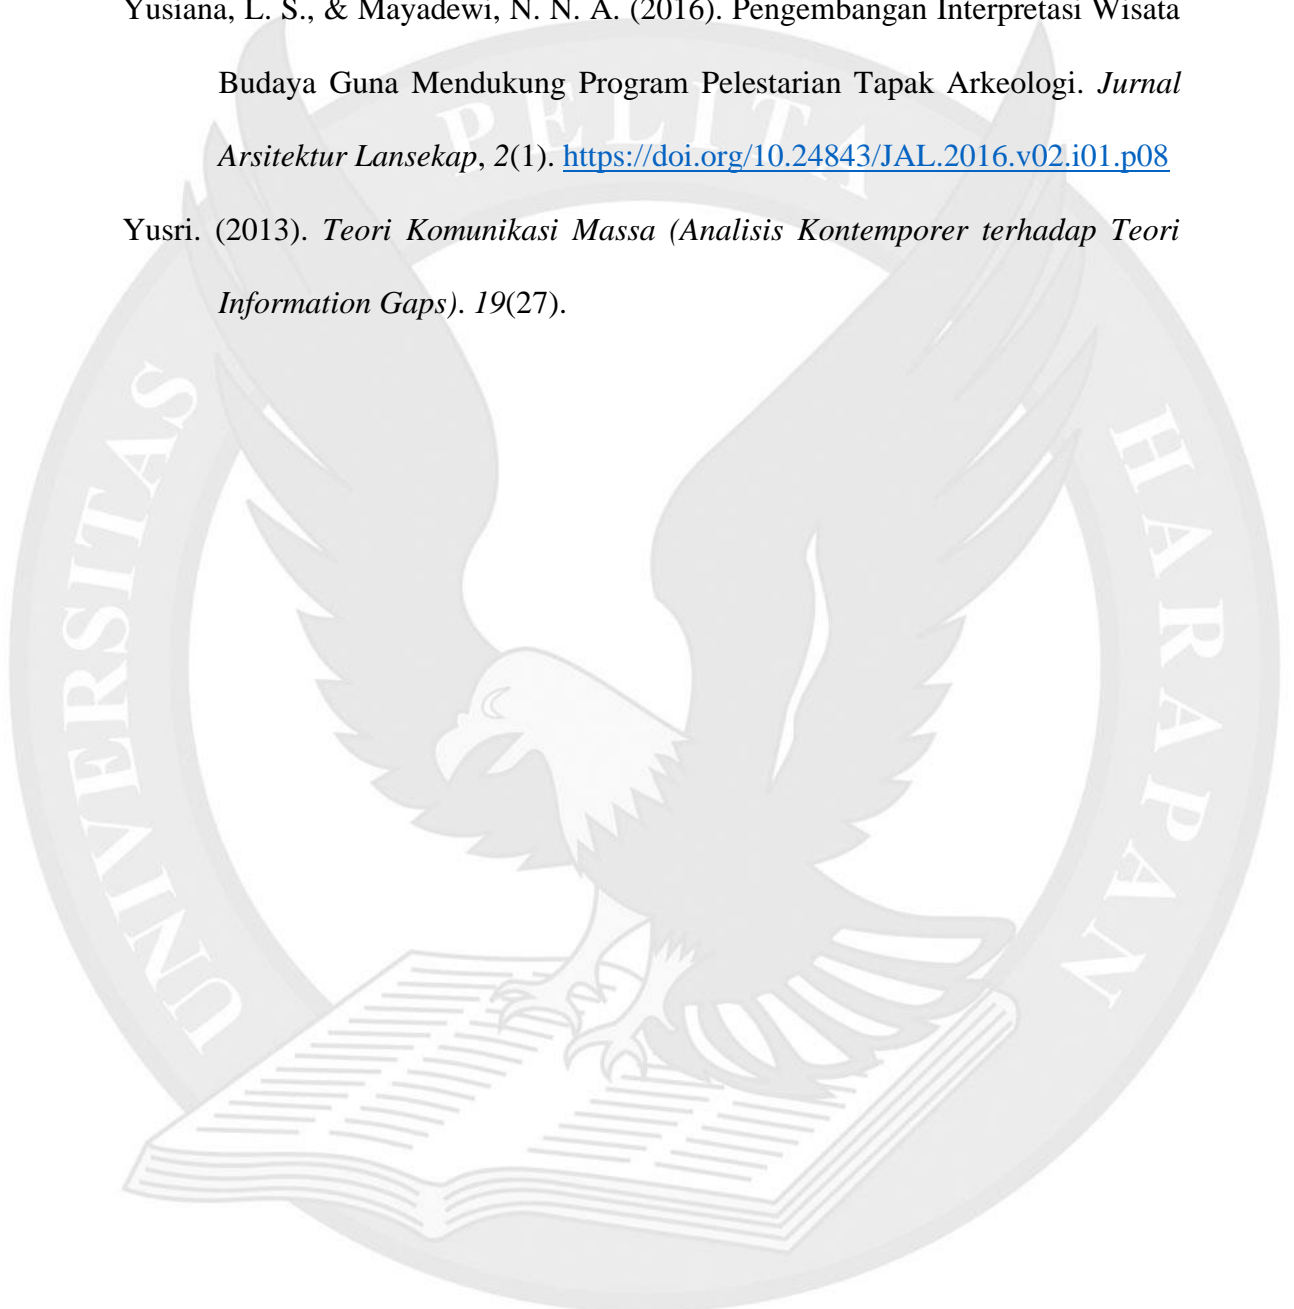 Yusiana, L. S., & Mayadewi, N. N. A. (2016). Pengembangan Interpretasi Wisata
Budaya Guna Mendukung Program Pelestarian Tapak Arkeologi. Jurnal
Arsitektur Lansekap, 2(1). https://doi.org/10.24843/JAL.2016.v02.i01.p08
Yusri. (2013). Teori Komunikasi Massa (Analisis Kontemporer terhadap Teori
Information Gaps). 19(27).
UNIVERSITAS
PELITA
HARAPAN